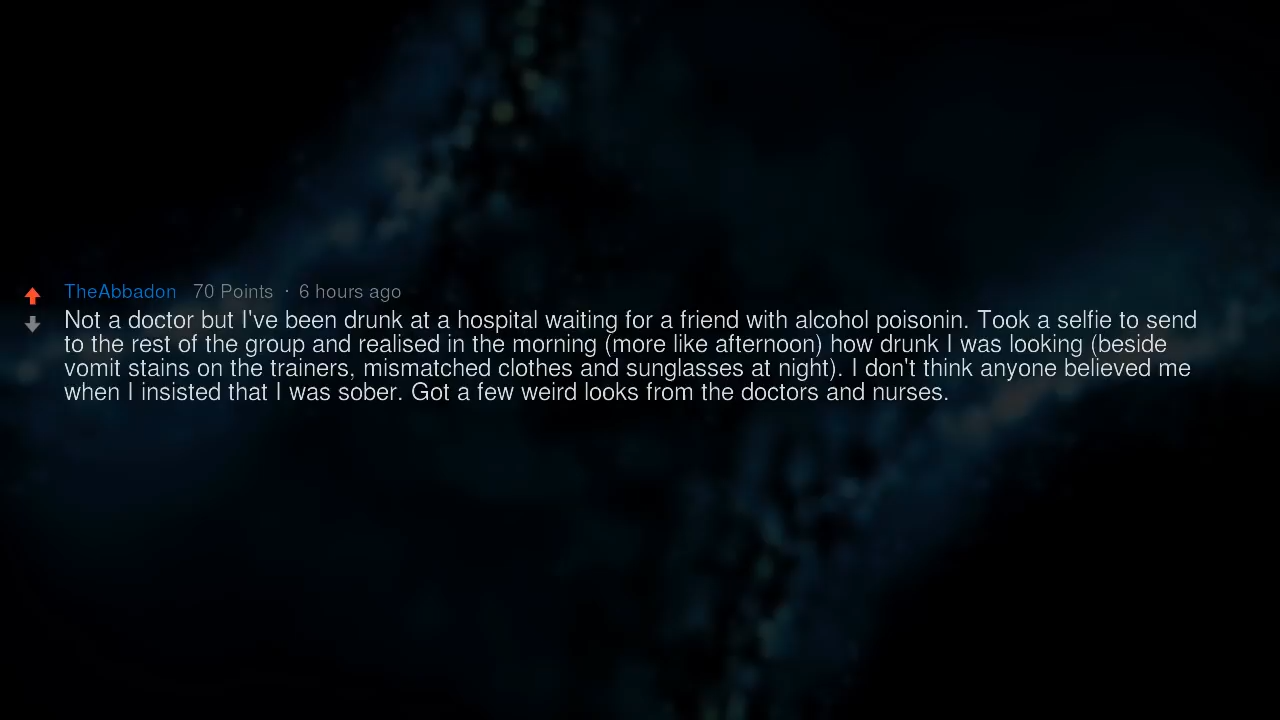 TheAbbadon 70 Points · 6 hours ago
Not a doctor but I've been drunk at a hospital waiting for a friend with alcohol poisonin. Took a selfie to send
to the rest of the group and realised in the morning (more like afternoon) how drunk I was looking (beside
vomit stains on the trainers, mismatched clothes and sunglasses at night). I don't think anyone believed me
when I insisted that I was sober. Got a few weird looks from the doctors and nurses.